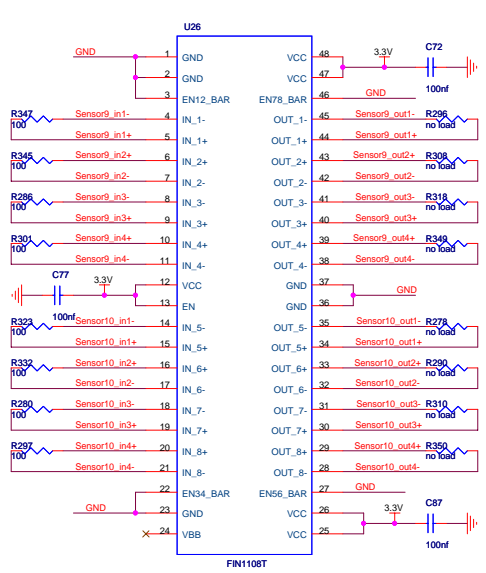 U26
GND 1 GND VCC 48 3.3V C72
2 GND VCC 47 100nf
3 EN12_BAR EN78_BAR 46 GND
R347 100 Sensor9_in1- 4 IN_1- OUT_1- 45 Sensor9_out1- R296 no load
Sensor9_in1+ 5 IN_1+ OUT_1+ 44 Sensor9_out1+
R345 100 Sensor9_in2+ 6 IN_2+ OUT_2+ 43 Sensor9_out2+ R308 no load
Sensor9_in2- 7 IN_2- OUT_2- 42 Sensor9_out2-
R286 100 Sensor9_in3- 8 IN_3- OUT_3- 41 Sensor9_out3- R318 no load
Sensor9_in3+ 9 IN_3+ OUT_3+ 40 Sensor9_out3+
R301 100 Sensor9_in4+ 10 IN_4+ OUT_4+ 39 Sensor9_out4+ R349 no load
Sensor9_in4- 11 IN_4- OUT_4- 38 Sensor9_out4-
C77 3.3V 12 VCC GND 37 GND
100nf 13 EN GND 36
R323 100 Sensor10_in1- 14 IN_5- OUT_5- 35 Sensor10_out1- R278 no load
Sensor10_in1+ 15 IN_5+ OUT_5+ 34 Sensor10_out1+
R332 100 Sensor10_in2+ 16 IN_6+ OUT_6+ 33 Sensor10_out2+ R290 no load
Sensor10_in2- 17 IN_6- OUT_6- 32 Sensor10_out2-
R280 100 Sensor10_in3- 18 IN_7- OUT_7- 31 Sensor10_out3- R310 no load
Sensor10_in3+ 19 IN_7+ OUT_7+ 30 Sensor10_out3+
R297 100 Sensor10_in4+ 20 IN_8+ OUT_8+ 29 Sensor10_out4+ R350 no load
Sensor10_in4- 21 IN_8- OUT_8- 28 Sensor10_out4-
22 EN34_BAR EN56_BAR 27 GND
GND 23 GND VCC 26 3.3V C87
24 VBB VCC 25 100nf
FIN1108T